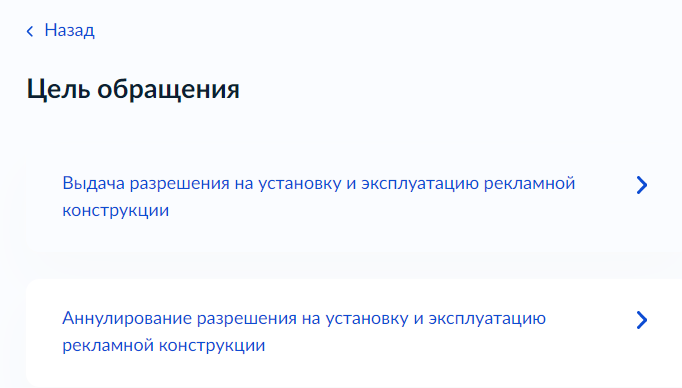 Назад
Цель обращения
Выдача разрешения на установку и эксплуатацию рекламной
конструкции
Аннулирование разрешения на установку и эксплуатацию
рекламной конструкции